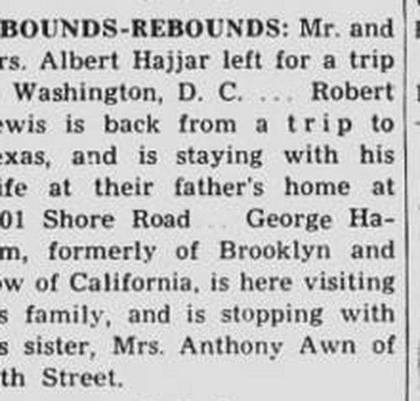 BOUNDS-REBOUNDS: Mr. and
rs. Albert Hajjar left for a trip
Washington, D. C. ... Robert
ewis is back from a trip to
exas, and is staying with his
ife at their father's home at
01 Shore Road .. George Ha-
m, formerly of Brooklyn and
ow of California, is here visiting
s family, and is stopping with
s sister, Mrs. Anthony Awn of
th Street.